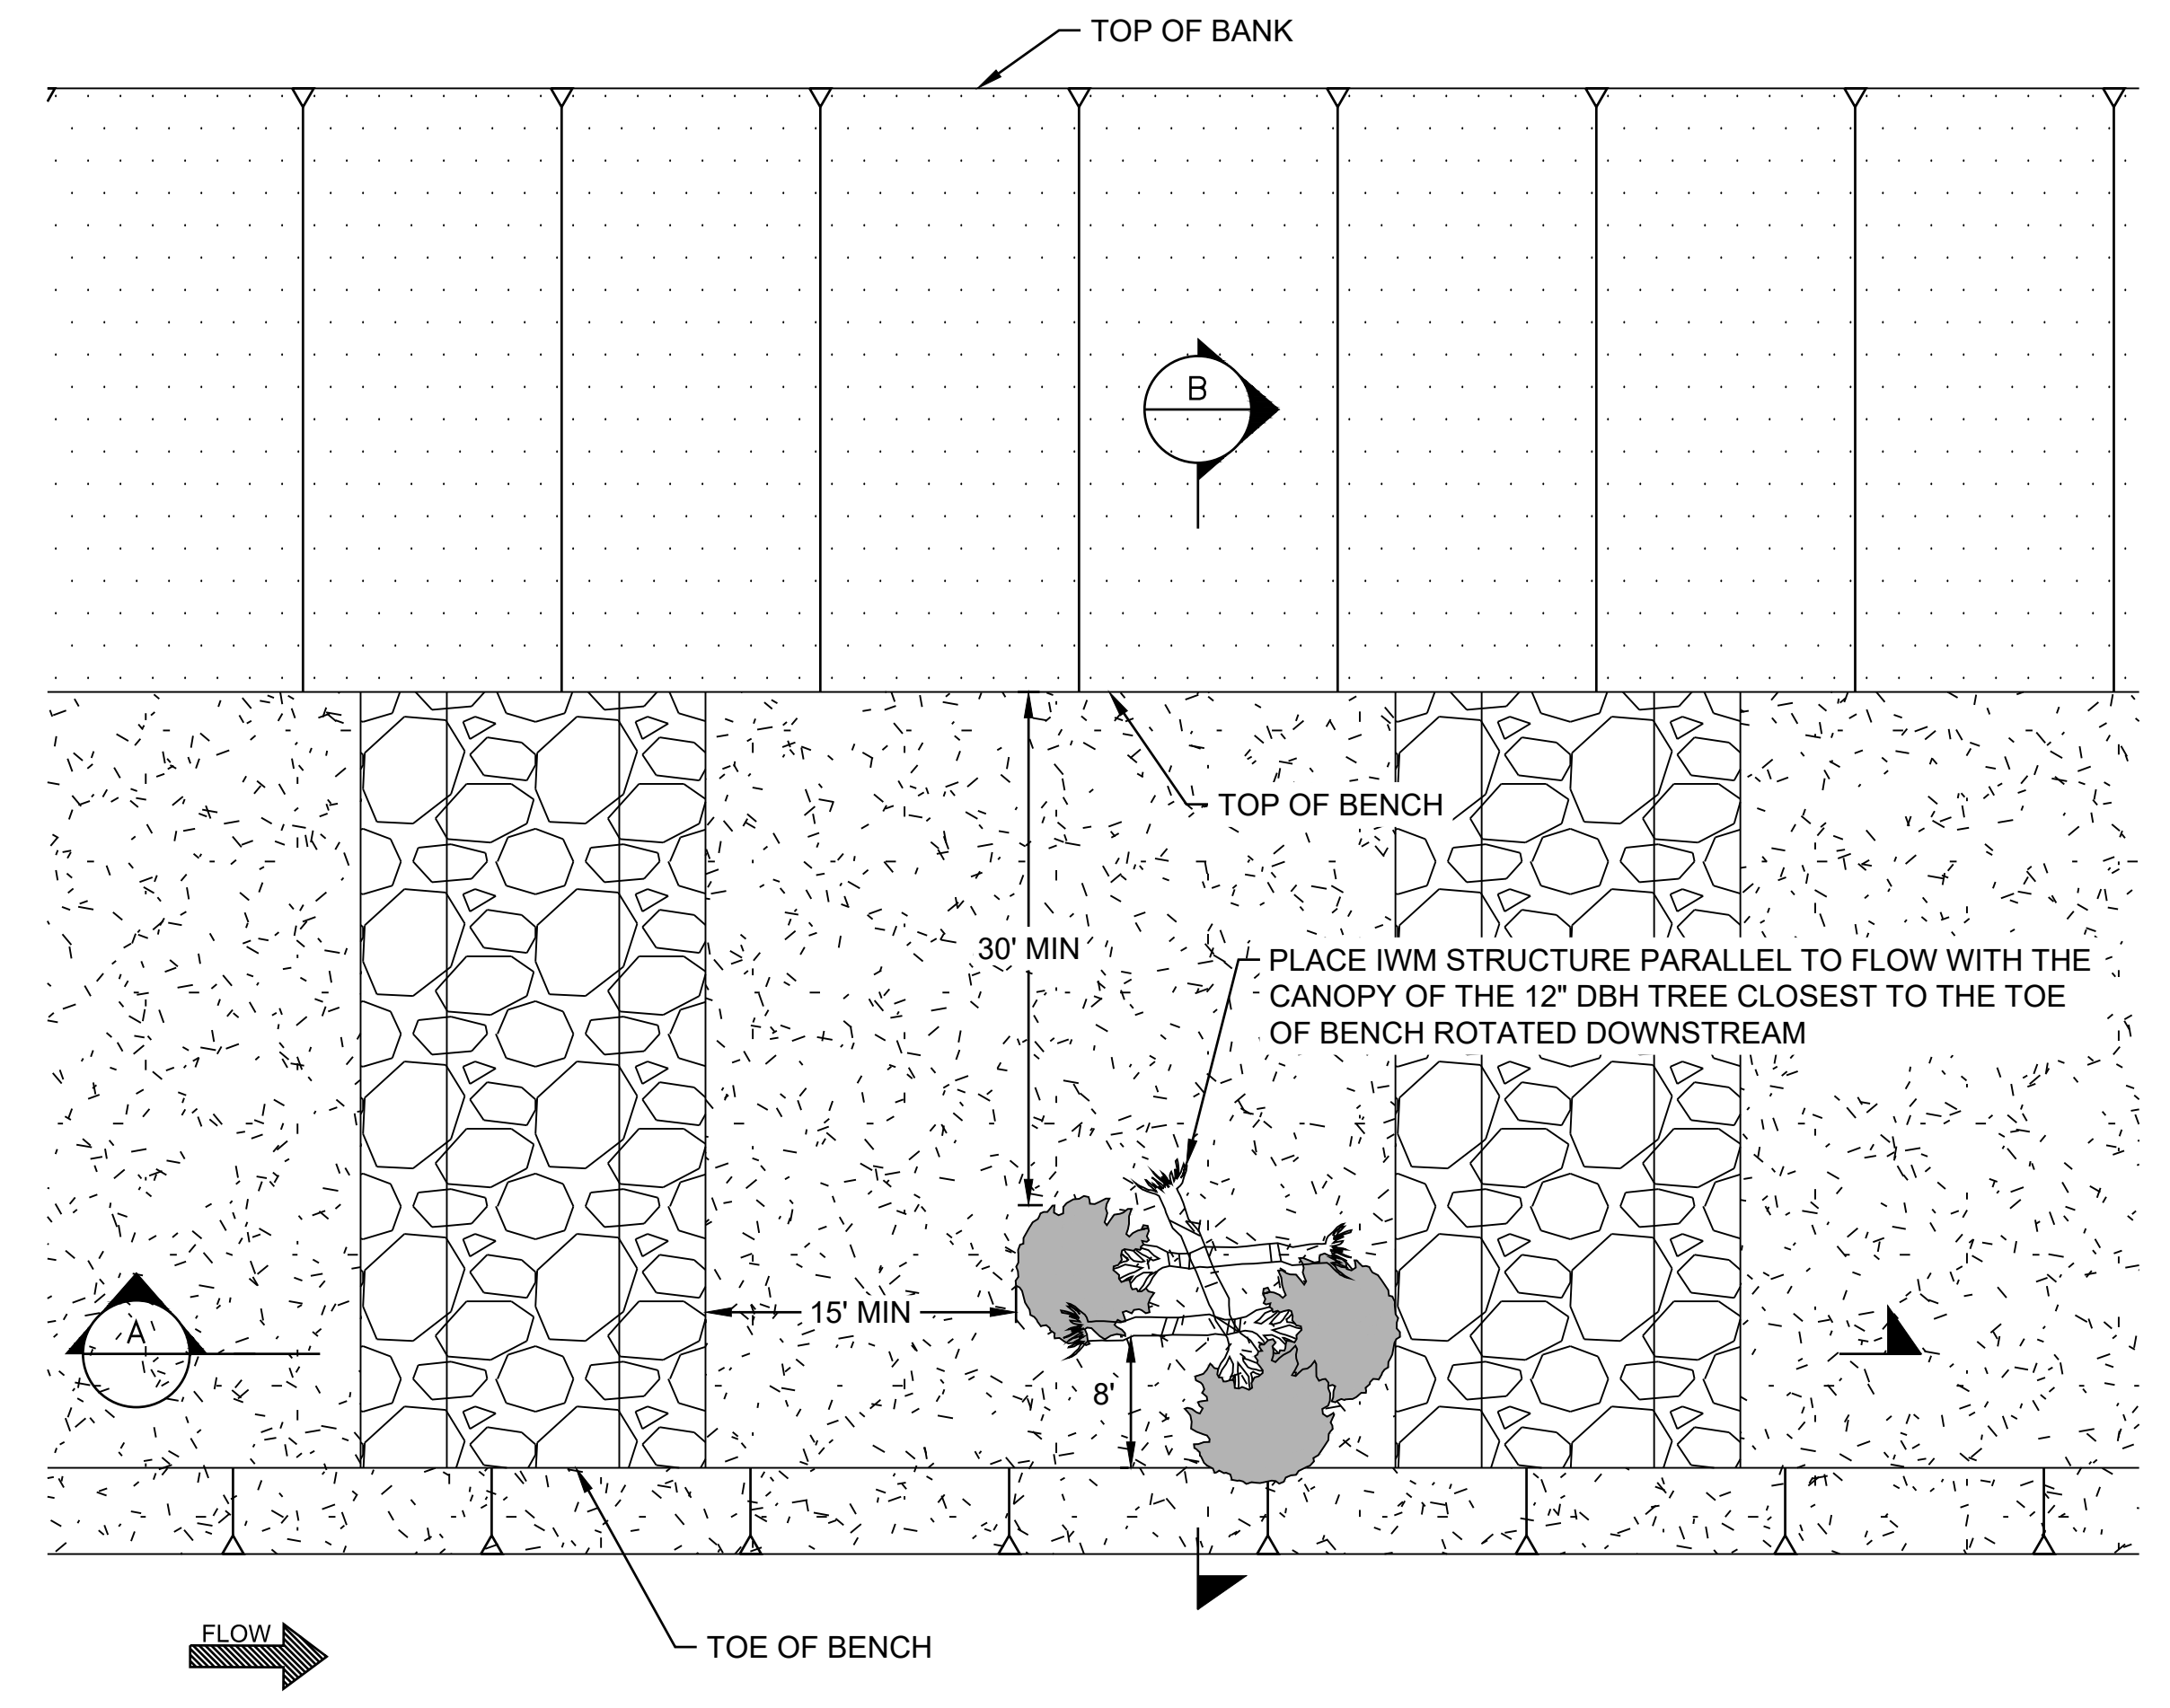 TOP OF BANK
B
TOP OF BENCH
30' MIN
PLACE IWM STRUCTURE PARALLEL TO FLOW WITH THE
CANOPY OF THE 12" DBH TREE CLOSEST TO THE TOE
OF BENCH ROTATED DOWNSTREAM
15' MIN
A
8'
FLOW
TOE OF BENCH